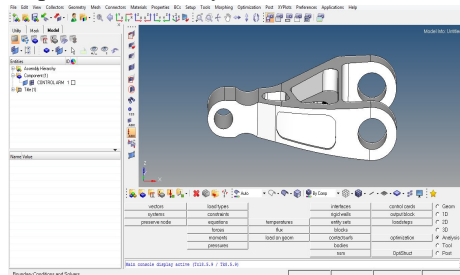 File Edit View Collectors Geometry Mesh Connectors Materials Properties BCs Setup Tools Morphing Optimization Post XYPlots Preferences Applications Help
Utility Mask Model
Model Info: Untitled
Entities ID
Assembly Hierarchy
Component (1)
CONTROL ARM 1
Title (1)
Name Value
Auto By Comp
vectors load types interfaces control cards Geom
systems constraints rigid walls output block 1D
preserve node equations temperatures entity sets loadsteps 2D
forces flux blocks 3D
moments load on geom contactsurfs optimization Analysis
pressures bodies Tool
nsm OptiStruct Post
Boundary Conditions and Solvers